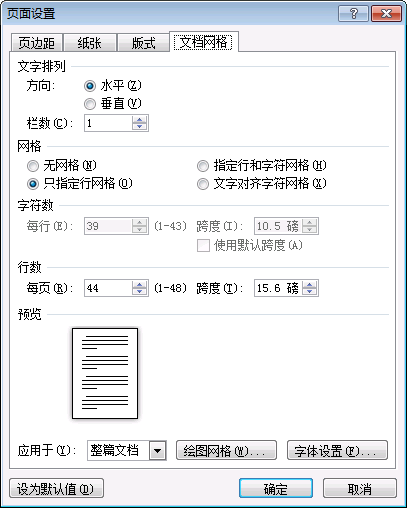 页面设置
页边距 纸张 版式 文档网格
文字排列
方向: 水平(Z)
垂直(V)
栏数(C): 1
网格
无网格(N) 指定行和字符网格(H)
只指定行网格(O) 文字对齐字符网格(X)
字符数
每行(E): 39 (1-43) 跨度(I): 10.5 磅
使用默认跨度(A)
行数
每页(R): 44 (1-48) 跨度(T): 15.6 磅
预览
应用于(Y): 整篇文档 绘图网格(W)... 字体设置(F)...
设为默认值(D) 确定 取消